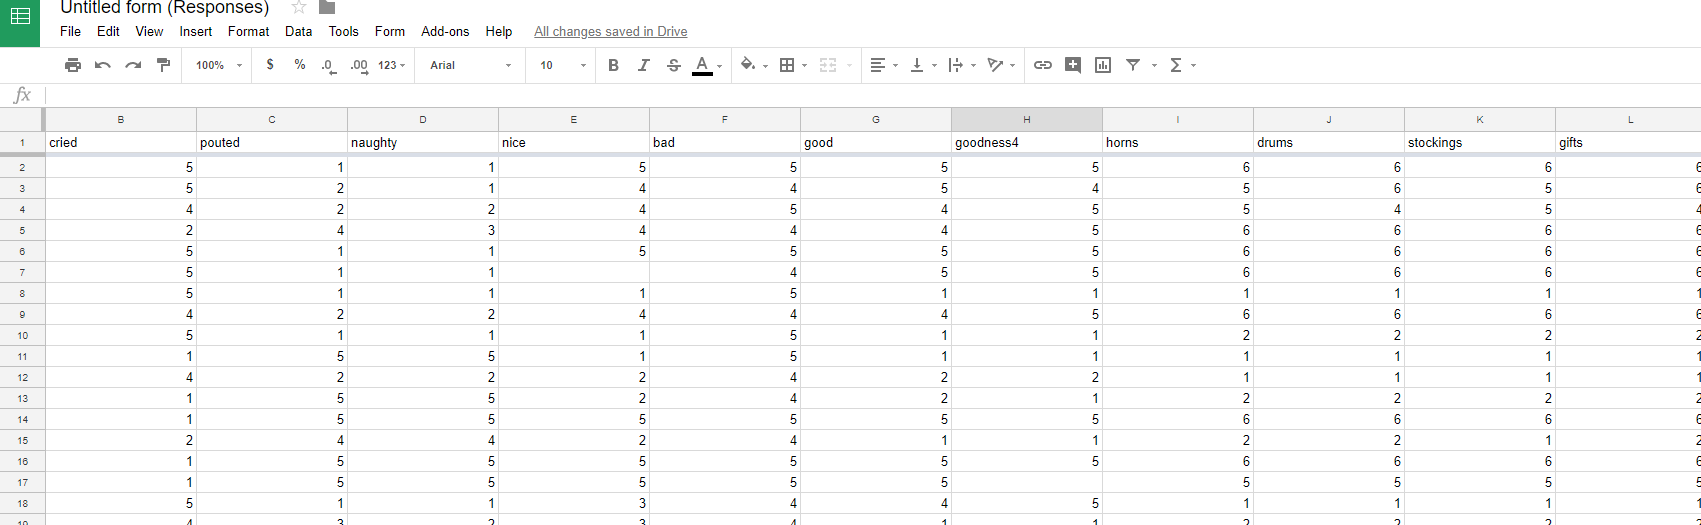 Untitled form (Responses)
File Edit View Insert Format Data Tools Form Add-ons Help All changes saved in Drive
100% $ % .0 .00 123 Arial 10 B I S A Σ
fx
B C D E F G H I J K L
1 cried pouted naughty nice bad good goodness4 horns drums stockings gifts
2 5 1 1 5 5 5 5 6 6 6 6
3 5 2 1 4 4 5 4 5 6 5 6
4 4 2 2 4 5 4 5 5 4 5 4
5 2 4 3 4 4 4 5 6 6 6 6
6 5 1 1 5 5 5 5 6 6 6 6
7 5 1 1 4 5 5 6 6 6 6
8 5 1 1 1 5 1 1 1 1 1 1
9 4 2 2 4 4 4 5 6 6 6 6
10 5 1 1 1 5 1 1 2 2 2 2
11 1 5 5 1 5 1 1 1 1 1 1
12 4 2 2 2 4 2 2 1 1 1 1
13 1 5 5 2 4 2 1 2 2 2 2
14 1 5 5 5 5 5 5 6 6 6 6
15 2 4 4 2 4 1 1 2 2 1 2
16 1 5 5 5 5 5 5 6 6 6 6
17 1 5 5 5 5 5 5 5 5 5
18 5 1 1 3 4 4 5 1 1 1 1
19 4 3 2 3 4 1 1 2 2 2 2